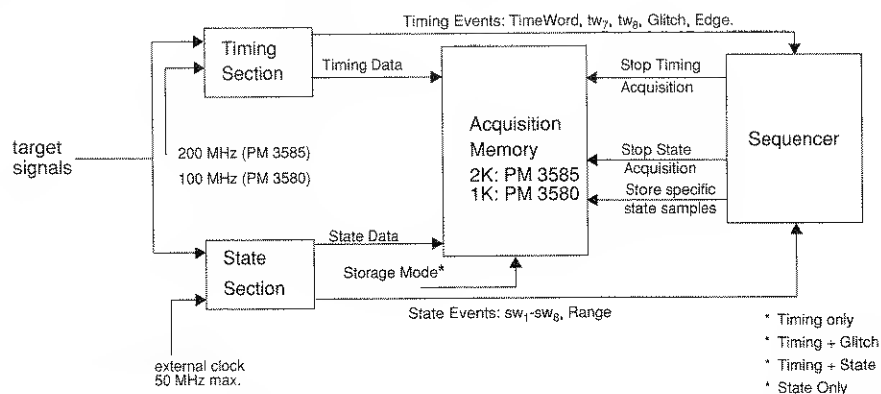 Timing Events: TimeWord, tw7, tw8, Glitch, Edge.
Timing
Section
Timing Data
Stop Timing
Acquisition
target
signals
200 MHz (PM 3585)
100 MHz (PM 3580)
Acquisition
Memory
2K: PM 3585
1K: PM 3580
Stop State
Acquisition
Store specific
state samples
Sequencer
State Data
State
Section
Storage Mode*
State Events: sw1-sw8, Range
external clock
50 MHz max.
* Timing only
* Timing + Glitch
* Timing + State
* State Only